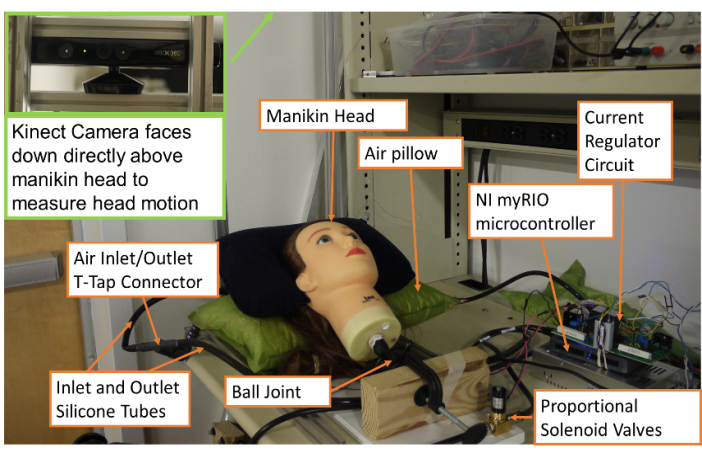 Kinect Camera faces
down directly above
manikin head to
measure head motion
Manikin Head
Air pillow
Current
Regulator
Circuit
NI myRIO
microcontroller
Air Inlet/Outlet
T-Tap Connector
Inlet and Outlet
Silicone Tubes
Ball Joint
Proportional
Solenoid Valves